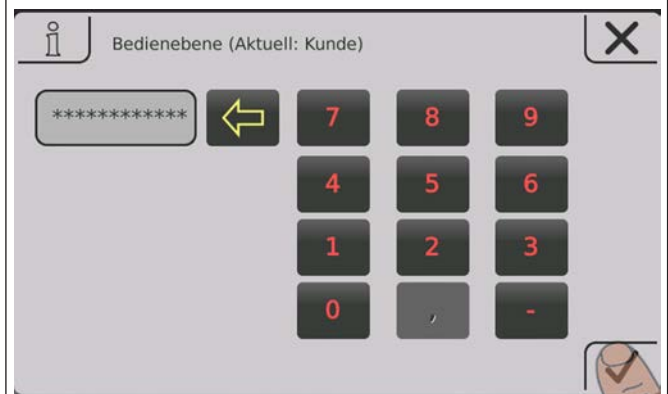 Bedienebene (Aktuell: Kunde)
************ 7 8 9
4 5 6
1 2 3
0 , -